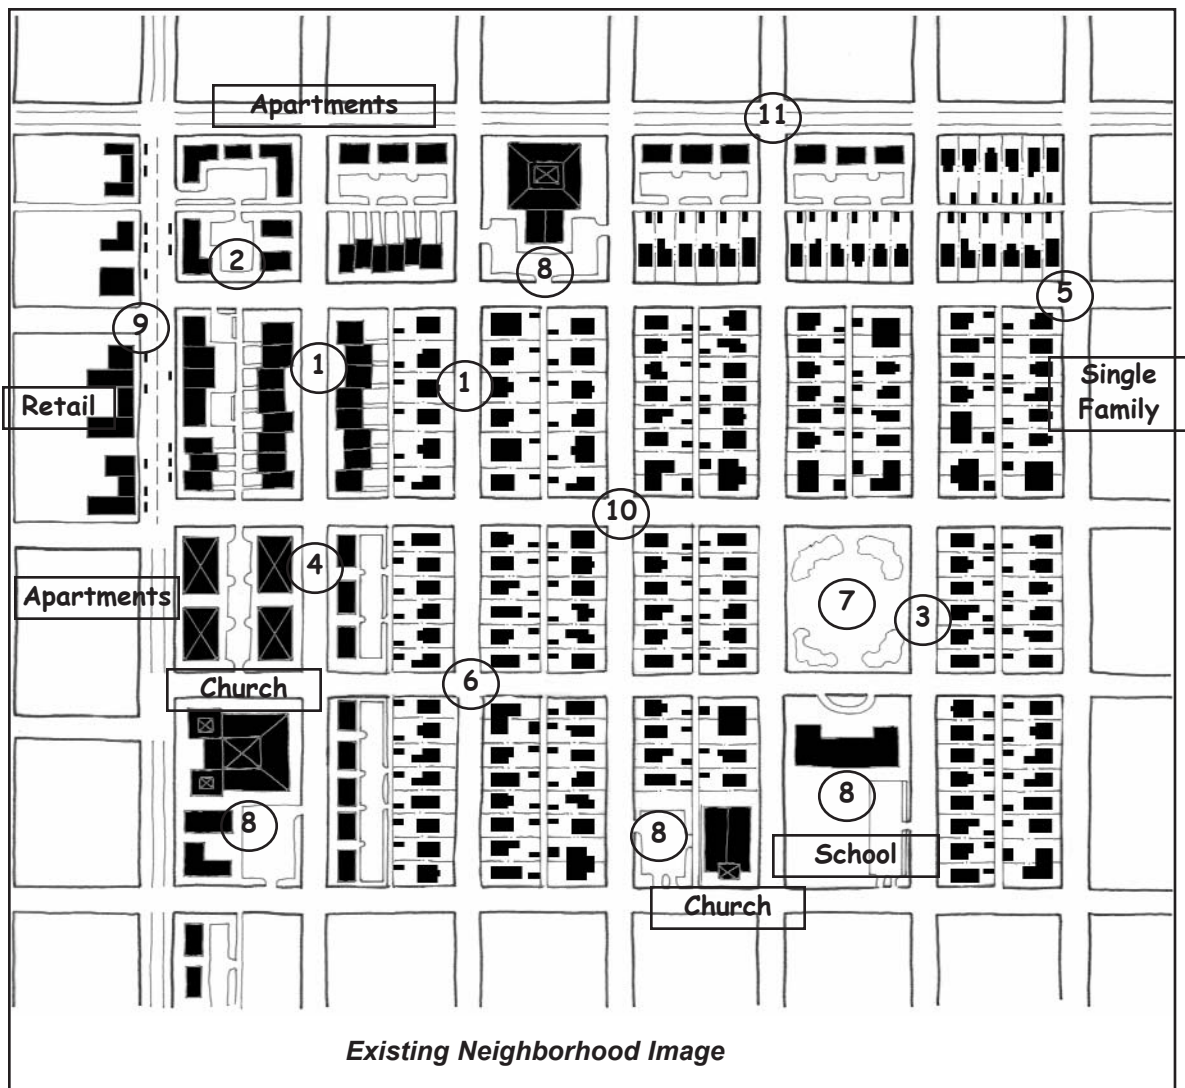 Apartments
11
2
8
5
9
1
1
Retail
Single
Family
10
4
Apartments
7
3
Church
6
8
8
8
School
Church
Existing Neighborhood Image